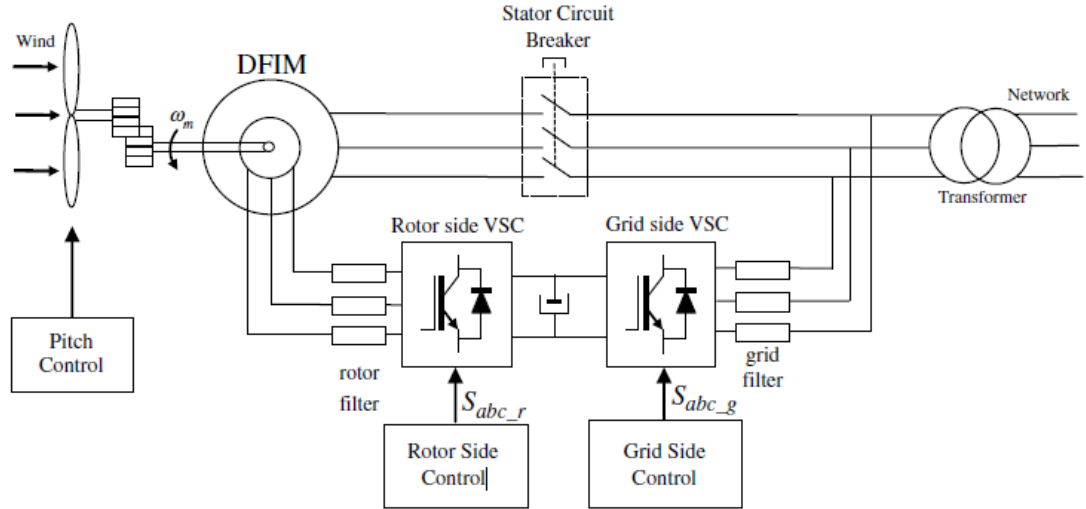 Stator Circuit
Breaker
Wind
DFIM
Network
ω_m
Transformer
Rotor side VSC
Grid side VSC
Pitch
Control
rotor
filter
grid
filter
S_abc_r
S_abc_g
Rotor Side
Control
Grid Side
Control